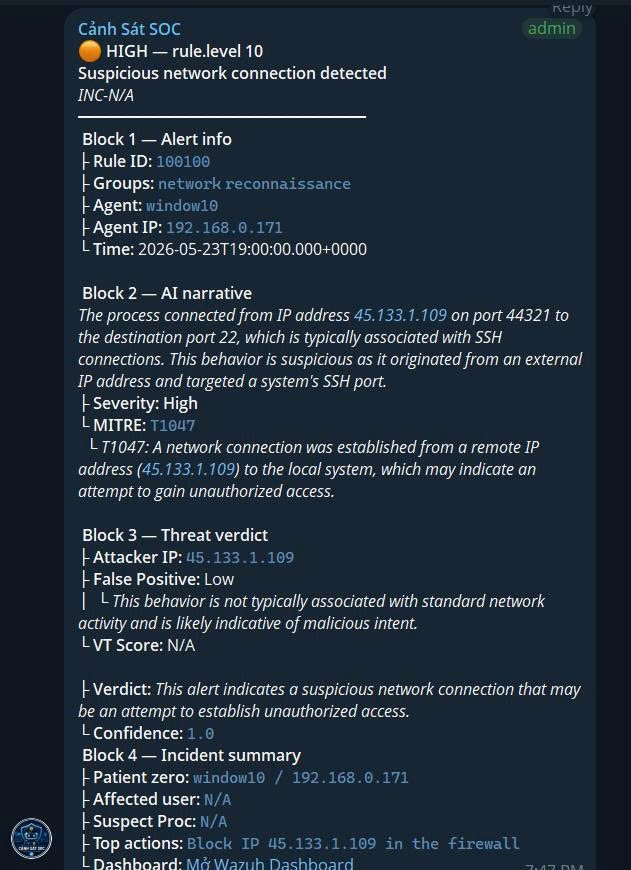 Reply
Cảnh Sát SOC admin
HIGH — rule.level 10
Suspicious network connection detected
INC-N/A
Block 1 — Alert info
├ Rule ID: 100100
├ Groups: network reconnaissance
├ Agent: window10
├ Agent IP: 192.168.0.171
└ Time: 2026-05-23T19:00:00.000+0000
Block 2 — AI narrative
The process connected from IP address 45.133.1.109 on port 44321 to
the destination port 22, which is typically associated with SSH
connections. This behavior is suspicious as it originated from an external
IP address and targeted a system's SSH port.
├ Severity: High
└ MITRE: T1047
└ T1047: A network connection was established from a remote IP
address (45.133.1.109) to the local system, which may indicate an
attempt to gain unauthorized access.
Block 3 — Threat verdict
├ Attacker IP: 45.133.1.109
├ False Positive: Low
│ └ This behavior is not typically associated with standard network
activity and is likely indicative of malicious intent.
└ VT Score: N/A
├ Verdict: This alert indicates a suspicious network connection that may
be an attempt to establish unauthorized access.
└ Confidence: 1.0
Block 4 — Incident summary
├ Patient zero: window10 / 192.168.0.171
├ Affected user: N/A
├ Suspect Proc: N/A
├ Top actions: Block IP 45.133.1.109 in the firewall
└ Dashboard: Mở Wazuh Dashboard
7:47 PM
CẢNH SÁT SOC